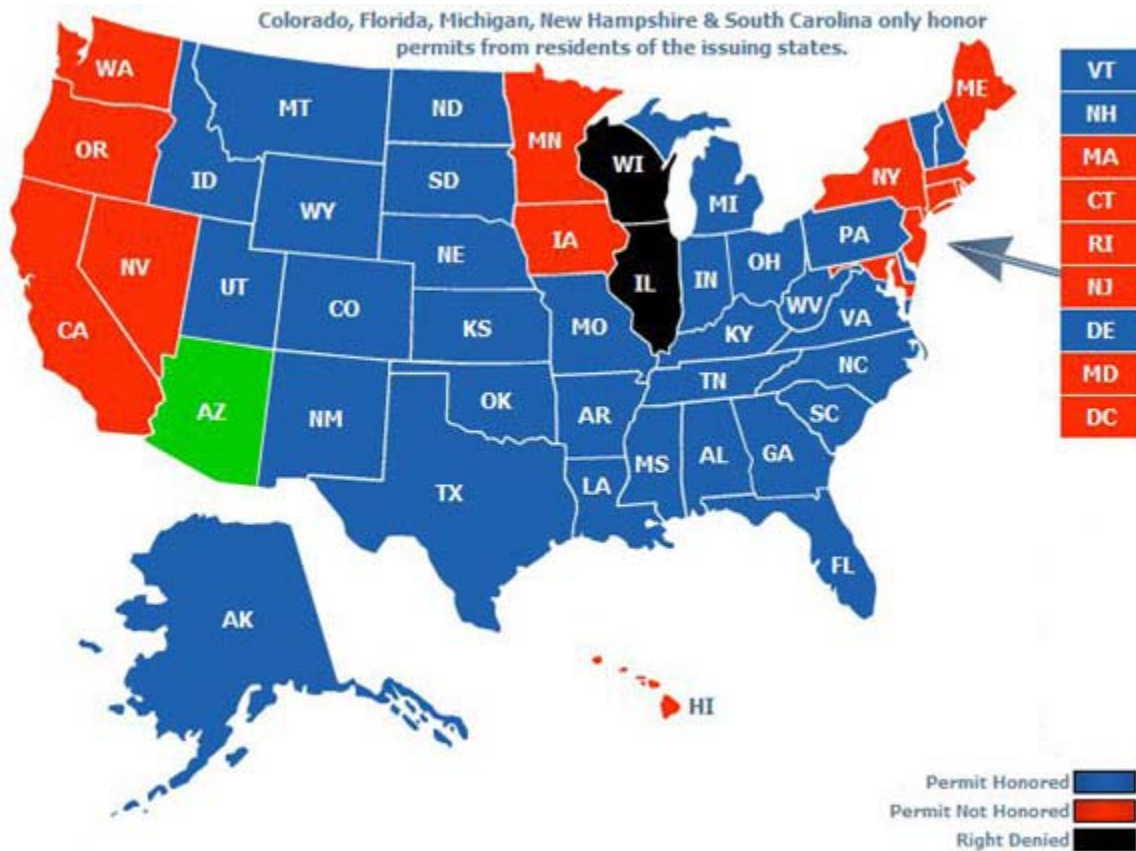 Colorado, Florida, Michigan, New Hampshire & South Carolina only honor
permits from residents of the issuing states.
WA
MT
ND
MN
ME
VT
NH
OR
ID
SD
WI
NY
MA
WY
MI
CT
NV
NE
IA
PA
RI
UT
IL
IN
OH
NJ
CA
CO
KS
MO
WV
VA
DE
KY
MD
AZ
NM
OK
TN
NC
DC
AR
SC
TX
LA
MS
AL
GA
FL
AK
HI
Permit Honored
Permit Not Honored
Right Denied